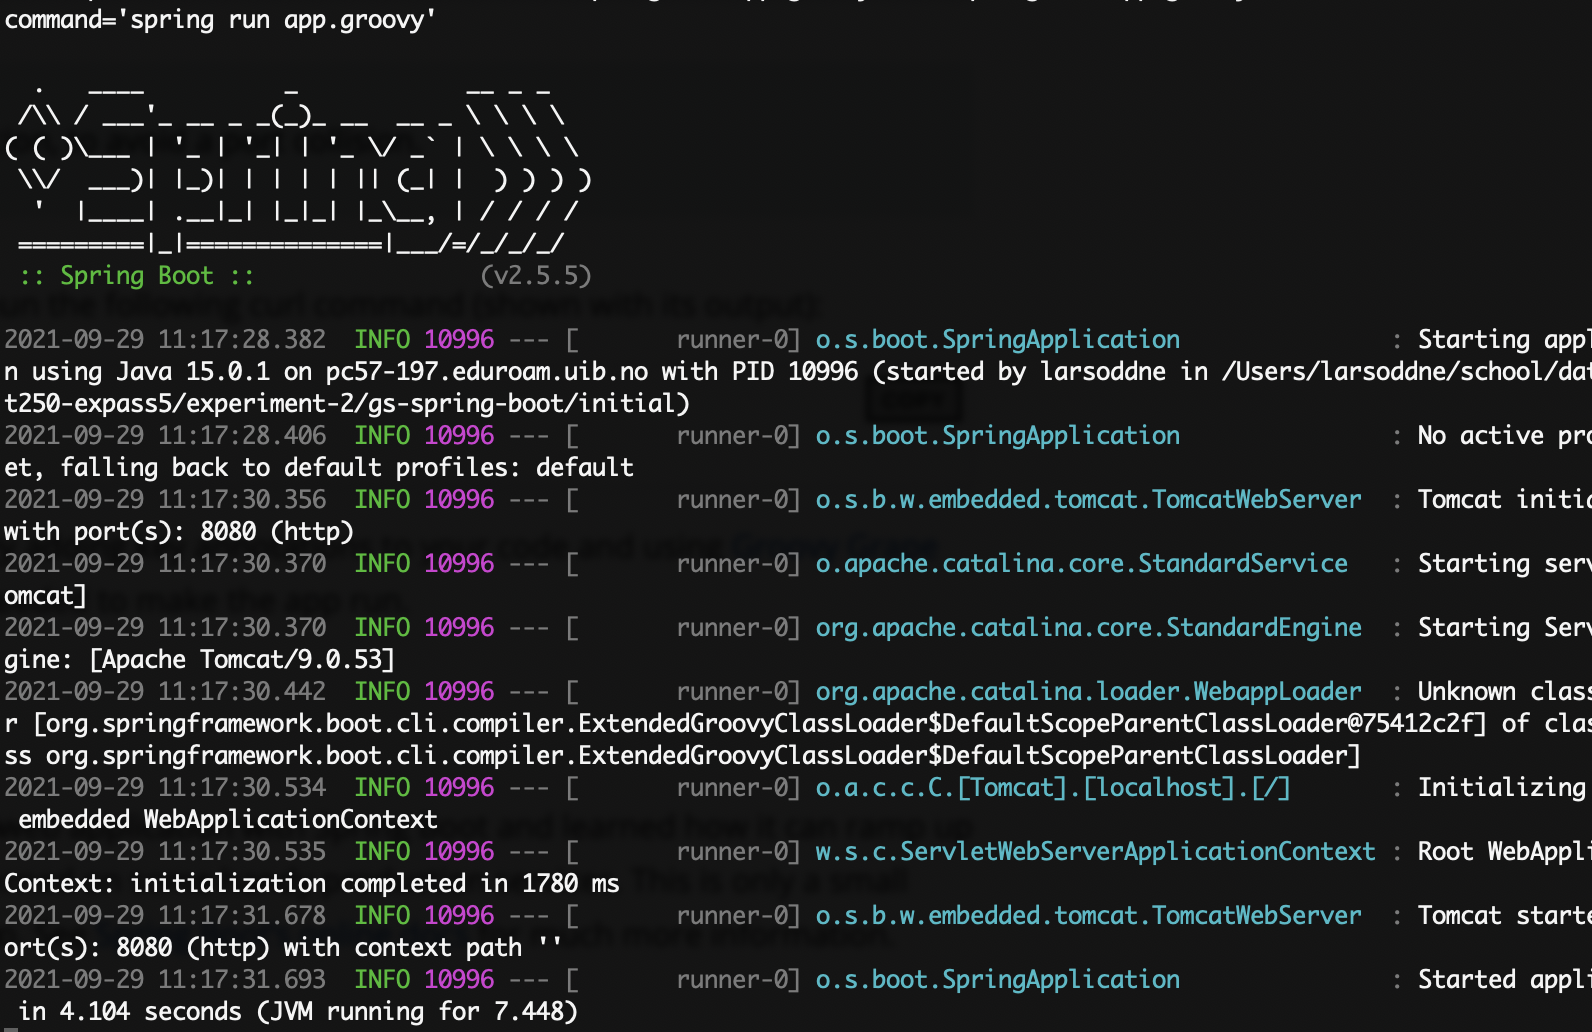 command='spring run app.groovy'
  .   ____          _            __ _ _
 /\\ / ___'_ __ _ _(_)_ __  __ _ \ \ \ \
( ( )\___ | '_ | '_| | '_ \/ _` | \ \ \ \
 \\/  ___)| |_)| | | | | || (_| |  ) ) ) )
  '  |____| .__|_| |_|_| |_\__, | / / / /
 =========|_|==============|___/=/_/_/_/
 :: Spring Boot ::                (v2.5.5)
2021-09-29 11:17:28.382  INFO 10996 --- [       runner-0] o.s.boot.SpringApplication               : Starting appl
n using Java 15.0.1 on pc57-197.eduroam.uib.no with PID 10996 (started by larsoddne in /Users/larsoddne/school/dat
t250-expass5/experiment-2/gs-spring-boot/initial)
2021-09-29 11:17:28.406  INFO 10996 --- [       runner-0] o.s.boot.SpringApplication               : No active pro
et, falling back to default profiles: default
2021-09-29 11:17:30.356  INFO 10996 --- [       runner-0] o.s.b.w.embedded.tomcat.TomcatWebServer  : Tomcat initia
with port(s): 8080 (http)
2021-09-29 11:17:30.370  INFO 10996 --- [       runner-0] o.apache.catalina.core.StandardService   : Starting serv
omcat]
2021-09-29 11:17:30.370  INFO 10996 --- [       runner-0] org.apache.catalina.core.StandardEngine  : Starting Serv
gine: [Apache Tomcat/9.0.53]
2021-09-29 11:17:30.442  INFO 10996 --- [       runner-0] org.apache.catalina.loader.WebappLoader  : Unknown class
r [org.springframework.boot.cli.compiler.ExtendedGroovyClassLoader$DefaultScopeParentClassLoader@75412c2f] of clas
ss org.springframework.boot.cli.compiler.ExtendedGroovyClassLoader$DefaultScopeParentClassLoader]
2021-09-29 11:17:30.534  INFO 10996 --- [       runner-0] o.a.c.c.C.[Tomcat].[localhost].[/]       : Initializing
 embedded WebApplicationContext
2021-09-29 11:17:30.535  INFO 10996 --- [       runner-0] w.s.c.ServletWebServerApplicationContext : Root WebAppli
Context: initialization completed in 1780 ms
2021-09-29 11:17:31.678  INFO 10996 --- [       runner-0] o.s.b.w.embedded.tomcat.TomcatWebServer  : Tomcat starte
ort(s): 8080 (http) with context path ''
2021-09-29 11:17:31.693  INFO 10996 --- [       runner-0] o.s.boot.SpringApplication               : Started appli
 in 4.104 seconds (JVM running for 7.448)